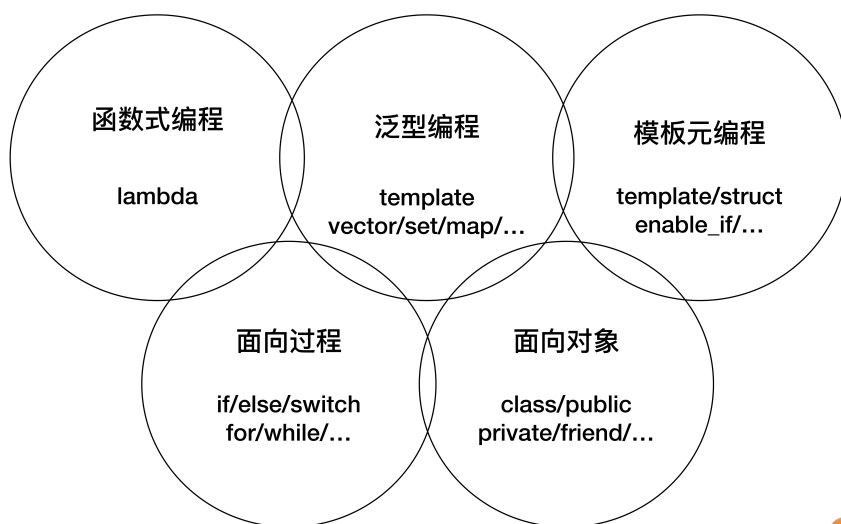 函数式编程
lambda
泛型编程
template
vector/set/map/…
模板元编程
template/struct
enable_if/…
面向过程
if/else/switch
for/while/…
面向对象
class/public
private/friend/…